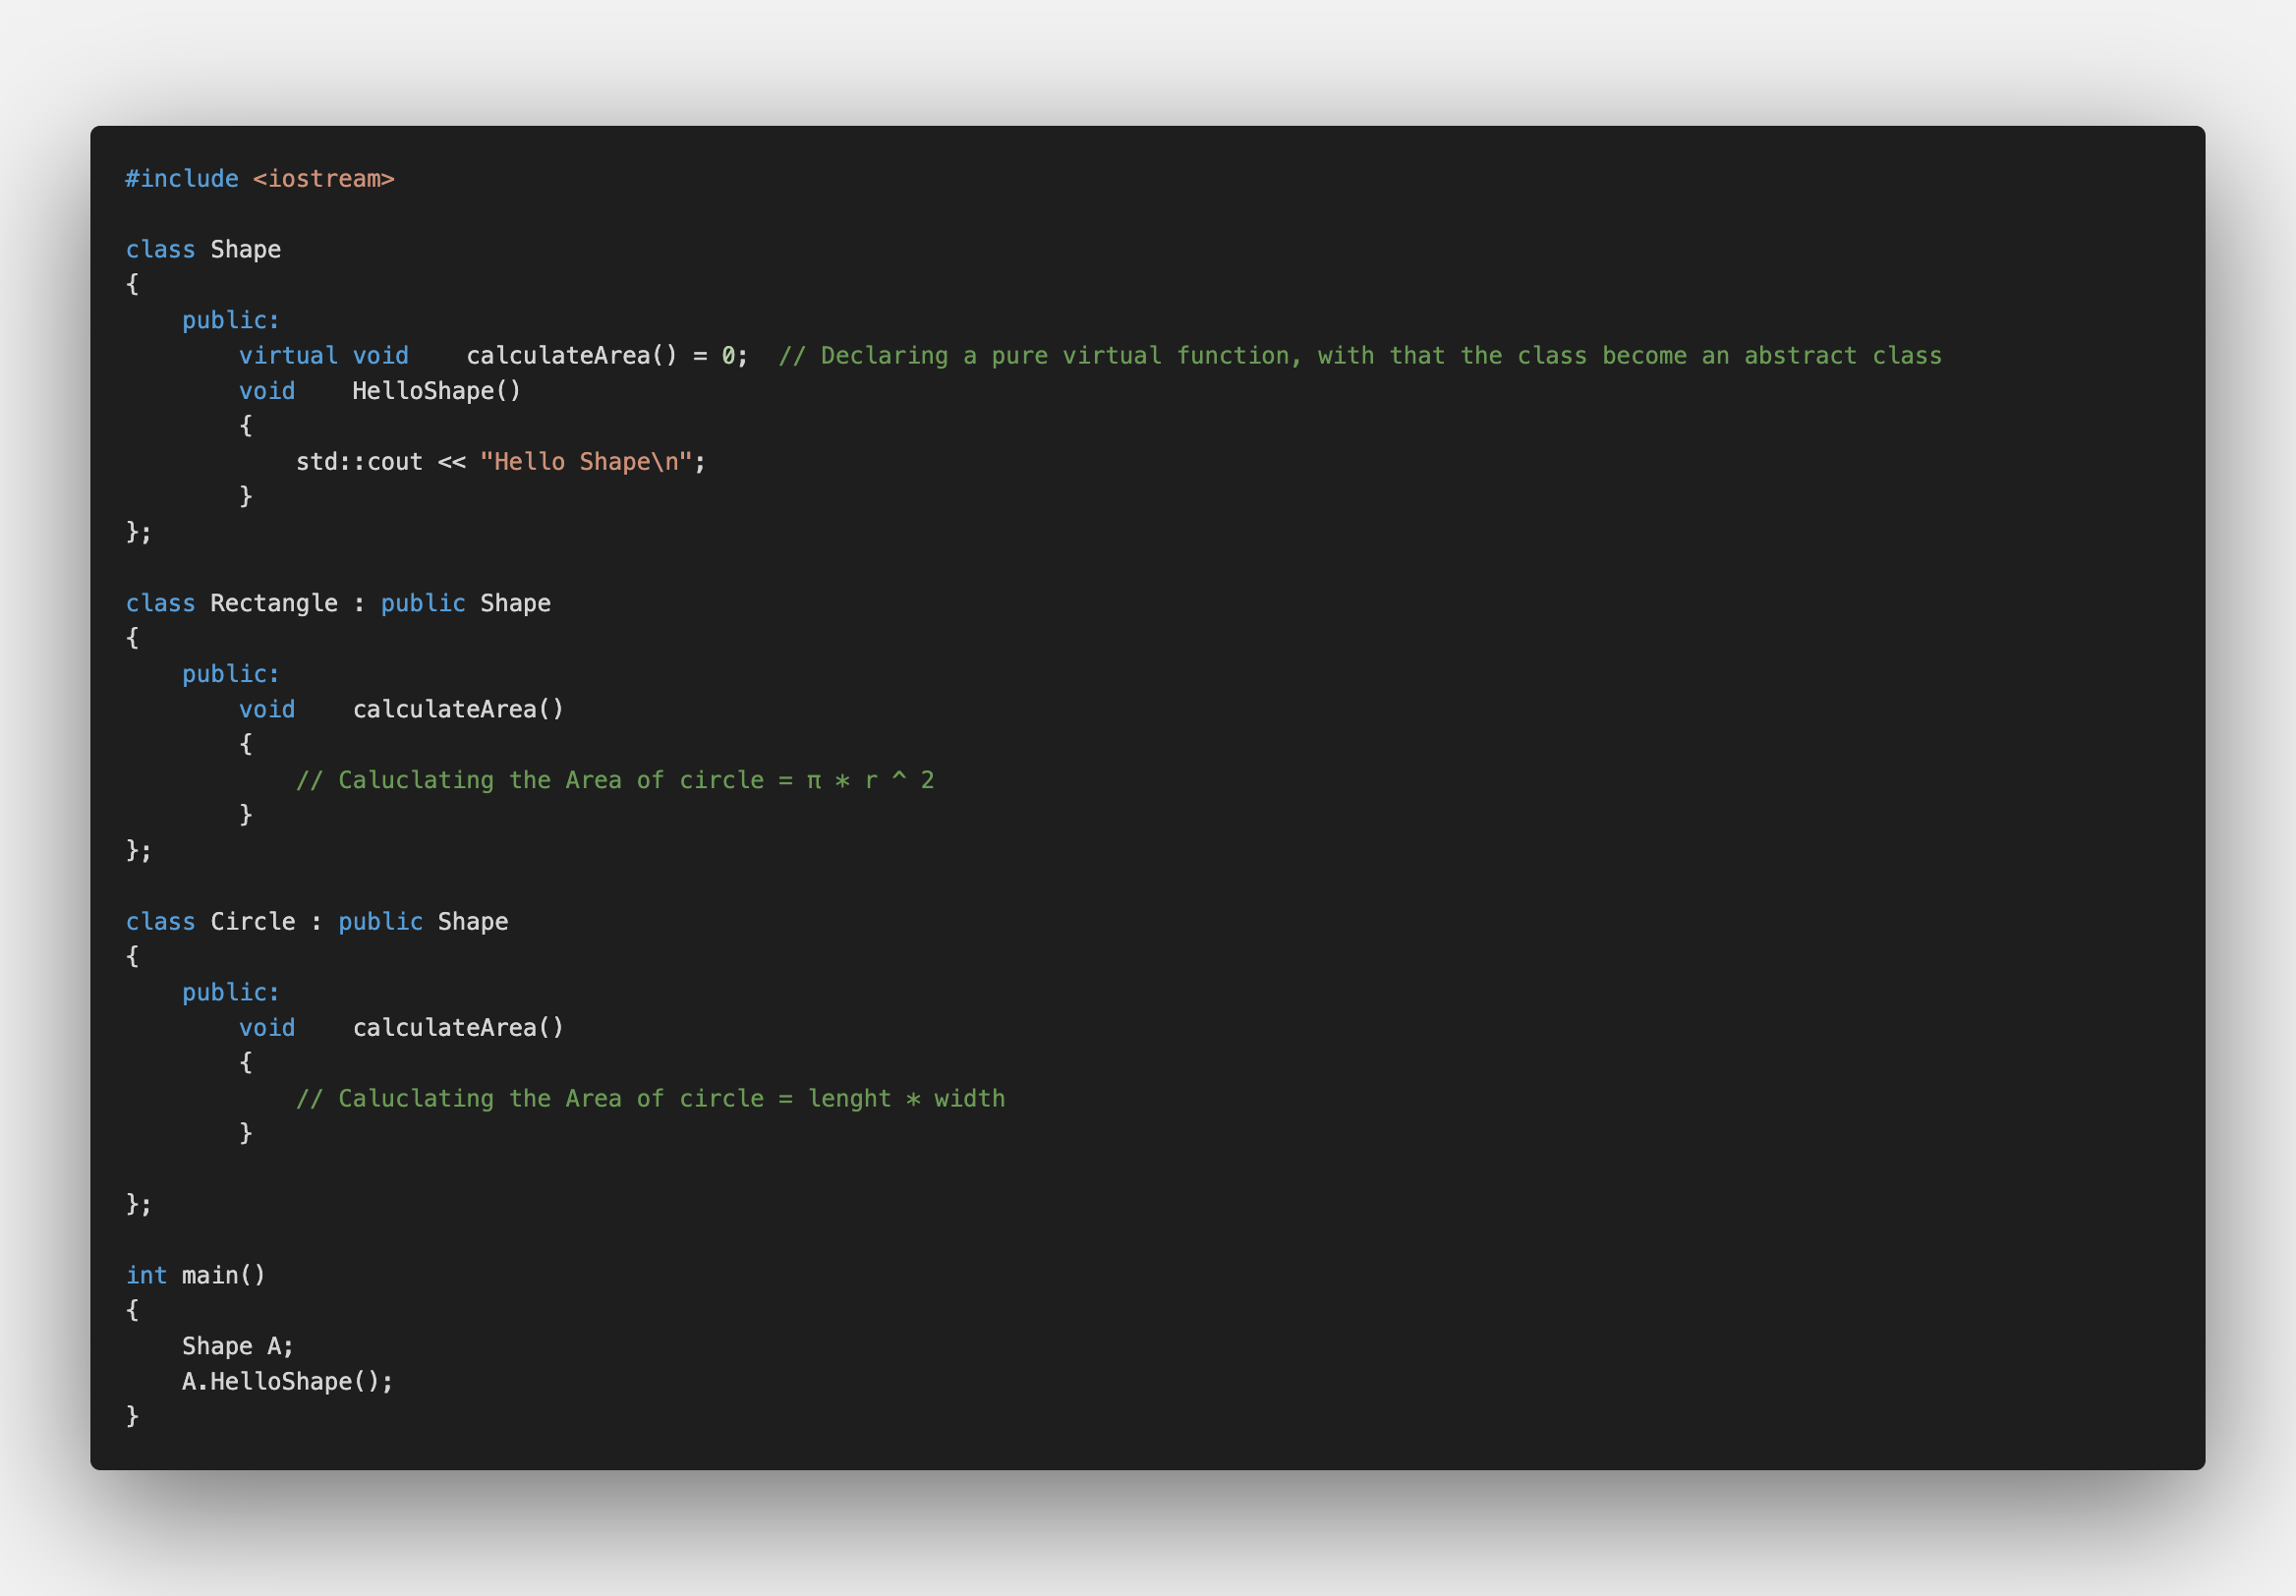 #include <iostream>

class Shape
{
    public:
        virtual void    calculateArea() = 0;  // Declaring a pure virtual function, with that the class become an abstract class
        void    HelloShape()
        {
            std::cout << "Hello Shape\n";
        }
};

class Rectangle : public Shape
{
    public:
        void    calculateArea()
        {
            // Caluclating the Area of circle = π * r ^ 2
        }
};

class Circle : public Shape
{
    public:
        void    calculateArea()
        {
            // Caluclating the Area of circle = lenght * width
        }

};

int main()
{
    Shape A;
    A.HelloShape();
}